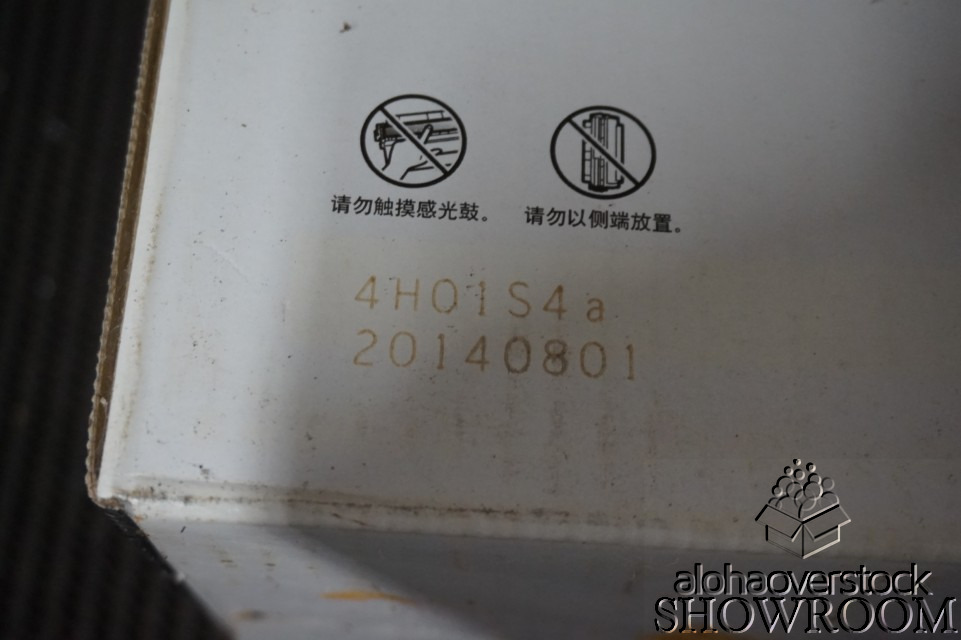 请勿触摸感光鼓。
请勿以侧端放置。
4H01S4a
20140801
alohaoverstock
SHOWROOM